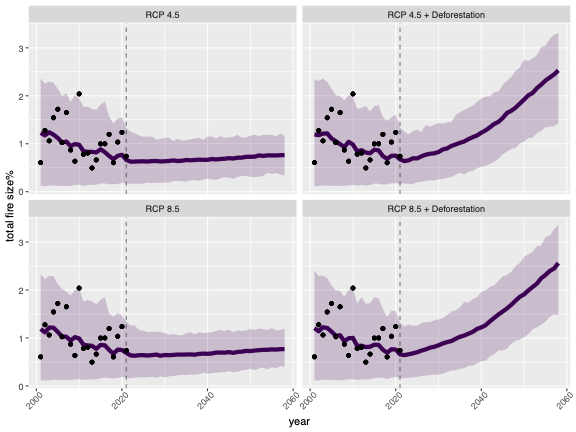 RCP 4.5
RCP 4.5 + Deforestation
3
2
1
0
RCP 8.5
RCP 8.5 + Deforestation
3
2
1
0
total fire size%
2000
2020
2040
2060
2000
2020
2040
2060
year